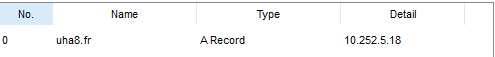 No. Name Type Detail
0 uha8.fr A Record 10.252.5.18